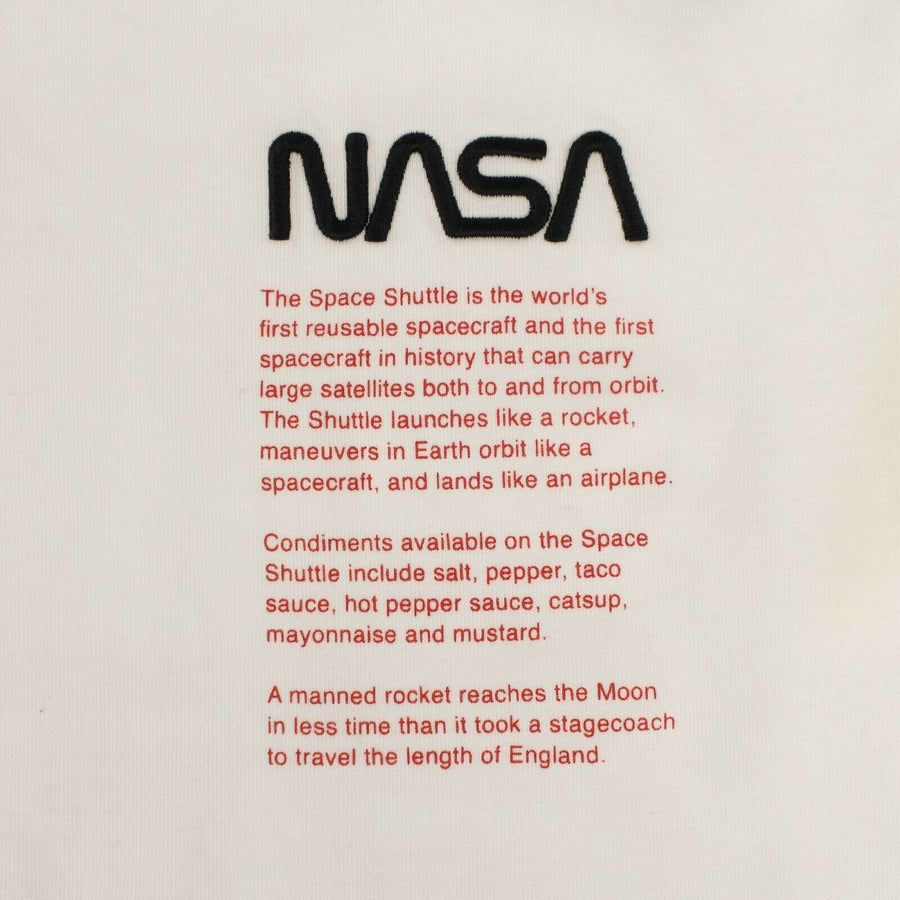 NASA
The Space Shuttle is the world's
first reusable spacecraft and the first
spacecraft in history that can carry
large satellites both to and from orbit.
The Shuttle launches like a rocket,
maneuvers in Earth orbit like a
spacecraft, and lands like an airplane.
Condiments available on the Space
Shuttle include salt, pepper, taco
sauce, hot pepper sauce, catsup,
mayonnaise and mustard.
A manned rocket reaches the Moon
in less time than it took a stagecoach
to travel the length of England.